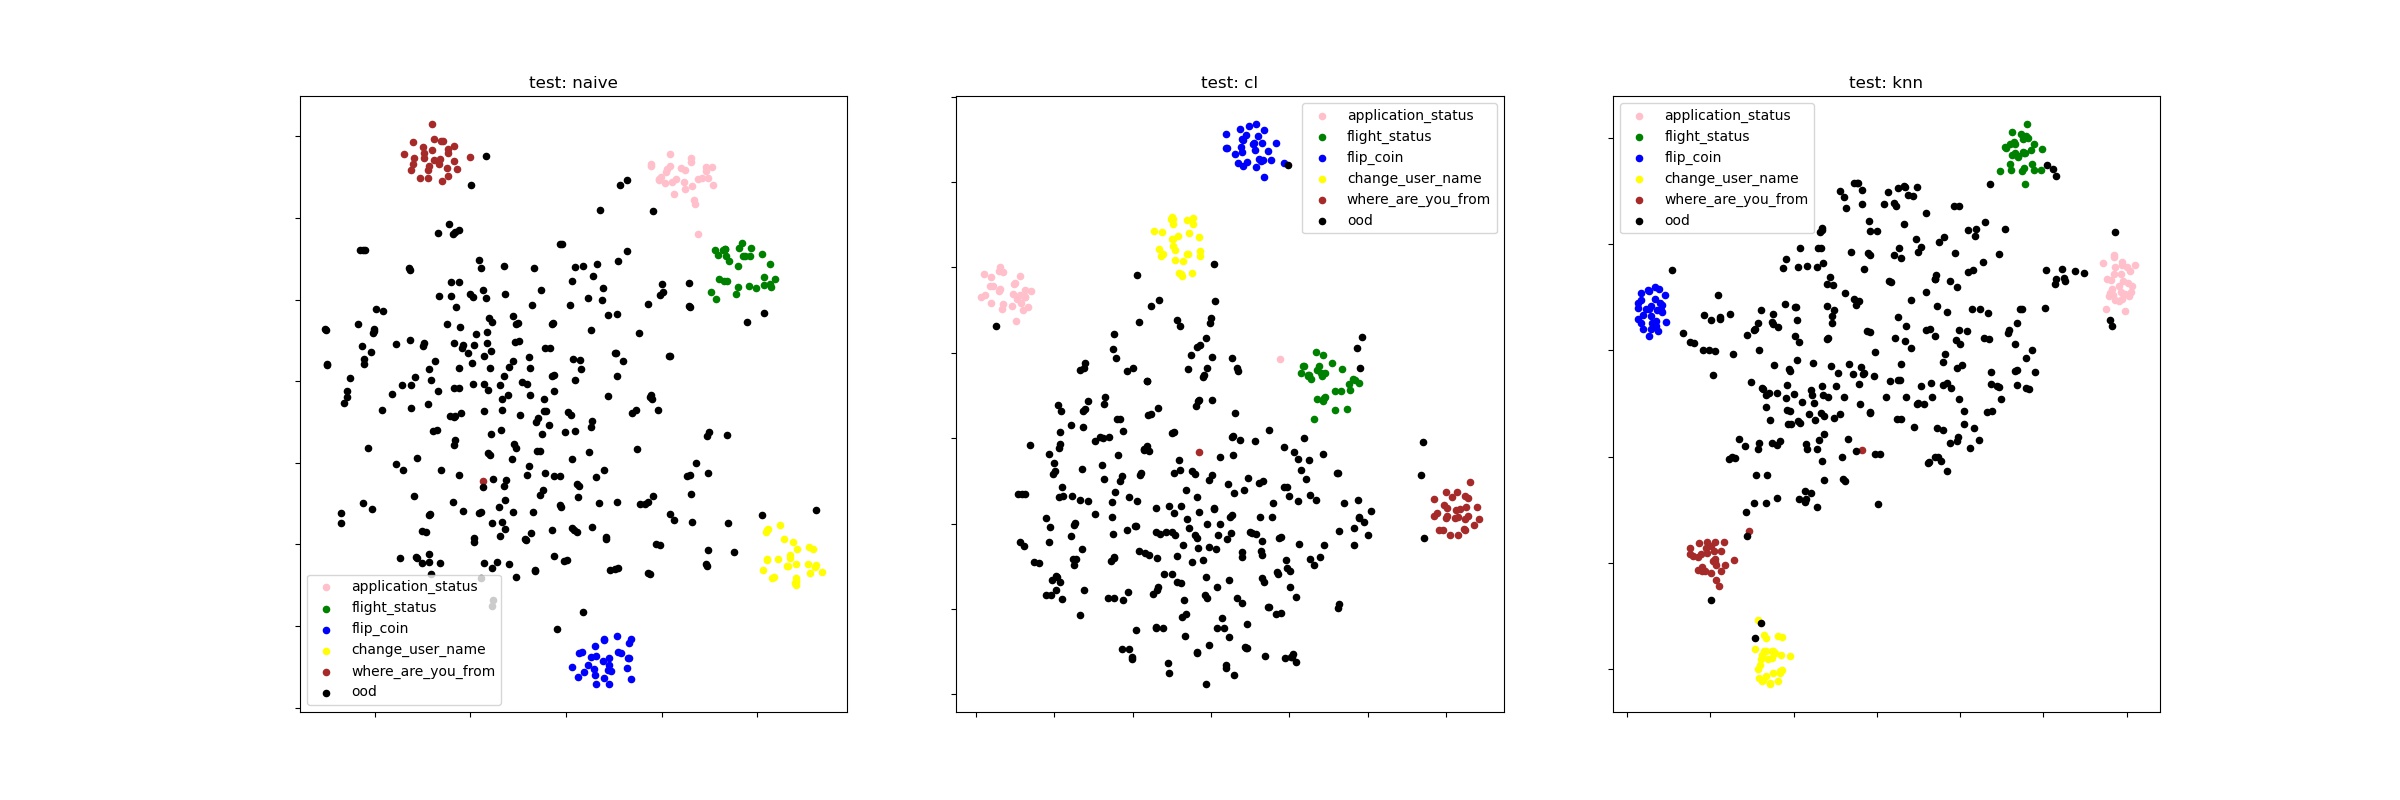 test: naive
application_status
flight_status
flip_coin
change_user_name
where_are_you_from
ood
test: cl
application_status
flight_status
flip_coin
change_user_name
where_are_you_from
ood
test: knn
application_status
flight_status
flip_coin
change_user_name
where_are_you_from
ood